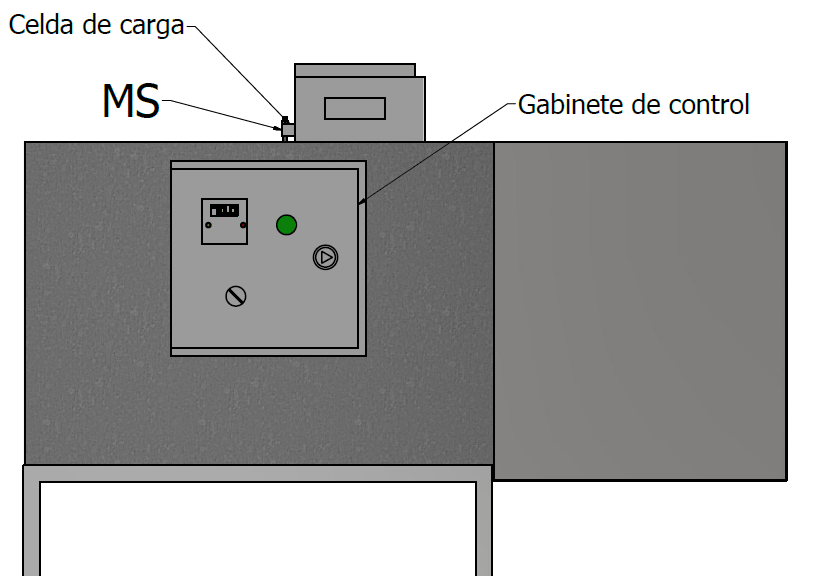 Celda de carga
MS
Gabinete de control